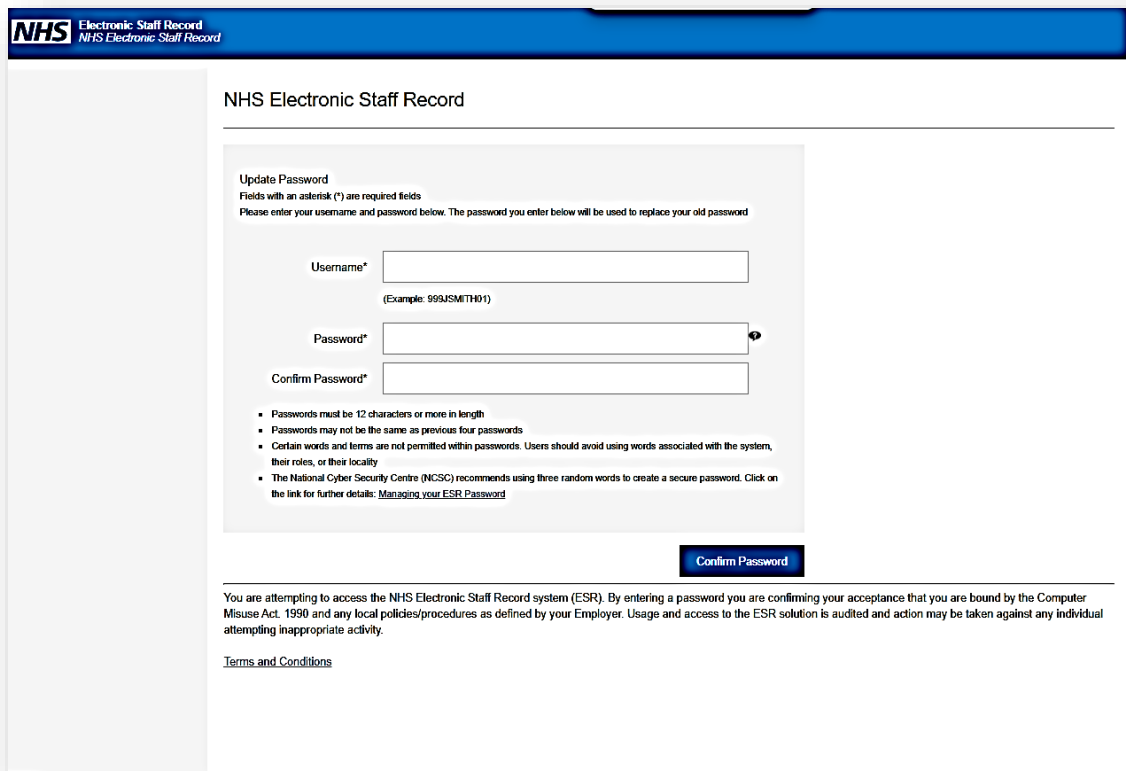 NHS Electronic Staff Record
NHS Electronic Staff Record
NHS Electronic Staff Record
Update Password
Fields with an asterisk (*) are required fields
Please enter your username and password below. The password you enter below will be used to replace your old password
Username*
(Example: 999JSMITH01)
Password*
?
Confirm Password*
▪ Passwords must be 12 characters or more in length
▪ Passwords may not be the same as previous four passwords
▪ Certain words and terms are not permitted within passwords. Users should avoid using words associated with the system,
their roles, or their locality
▪ The National Cyber Security Centre (NCSC) recommends using three random words to create a secure password. Click on
the link for further details: Managing your ESR Password
Confirm Password
You are attempting to access the NHS Electronic Staff Record system (ESR). By entering a password you are confirming your acceptance that you are bound by the Computer
Misuse Act. 1990 and any local policies/procedures as defined by your Employer. Usage and access to the ESR solution is audited and action may be taken against any individual
attempting inappropriate activity.
Terms and Conditions